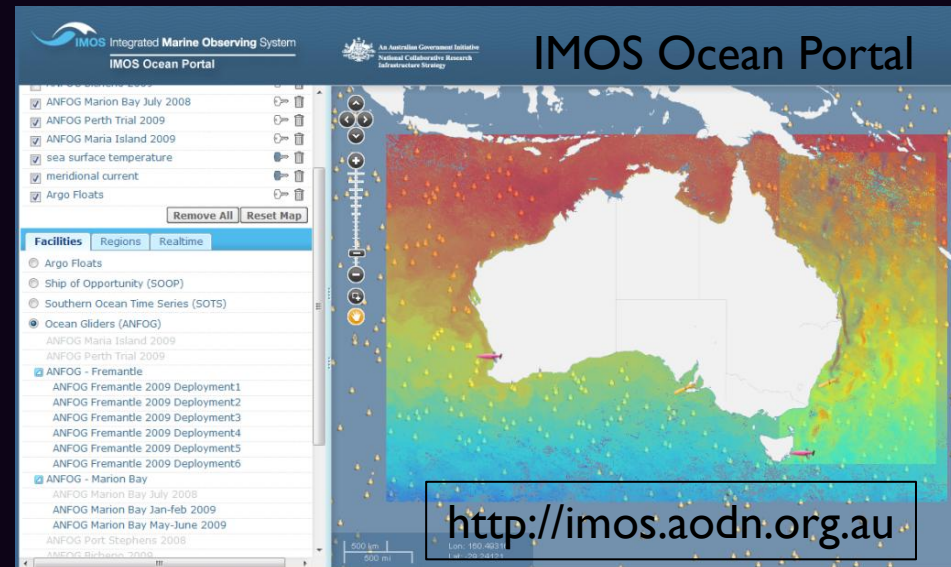 IMOS Integrated Marine Observing System
IMOS Ocean Portal
An Australian Government Initiative
National Collaborative Research
Infrastructure Strategy
IMOS Ocean Portal
ANFOG Marion Bay July 2008
ANFOG Perth Trial 2009
ANFOG Maria Island 2009
sea surface temperature
meridional current
Argo Floats
Remove All Reset Map
Facilities Regions Realtime
Argo Floats
Ship of Opportunity (SOOP)
Southern Ocean Time Series (SOTS)
Ocean Gliders (ANFOG)
ANFOG Maria Island 2009
ANFOG Perth Trial 2009
ANFOG - Fremantle
ANFOG Fremantle 2009 Deployment1
ANFOG Fremantle 2009 Deployment2
ANFOG Fremantle 2009 Deployment3
ANFOG Fremantle 2009 Deployment4
ANFOG Fremantle 2009 Deployment5
ANFOG Fremantle 2009 Deployment6
ANFOG - Marion Bay
ANFOG Marion Bay July 2008
ANFOG Marion Bay Jan-feb 2009
ANFOG Marion Bay May-June 2009
ANFOG Port Stephens 2008
ANFOG Bicheno 2009
500 km
500 mi
http://imos.aodn.org.au